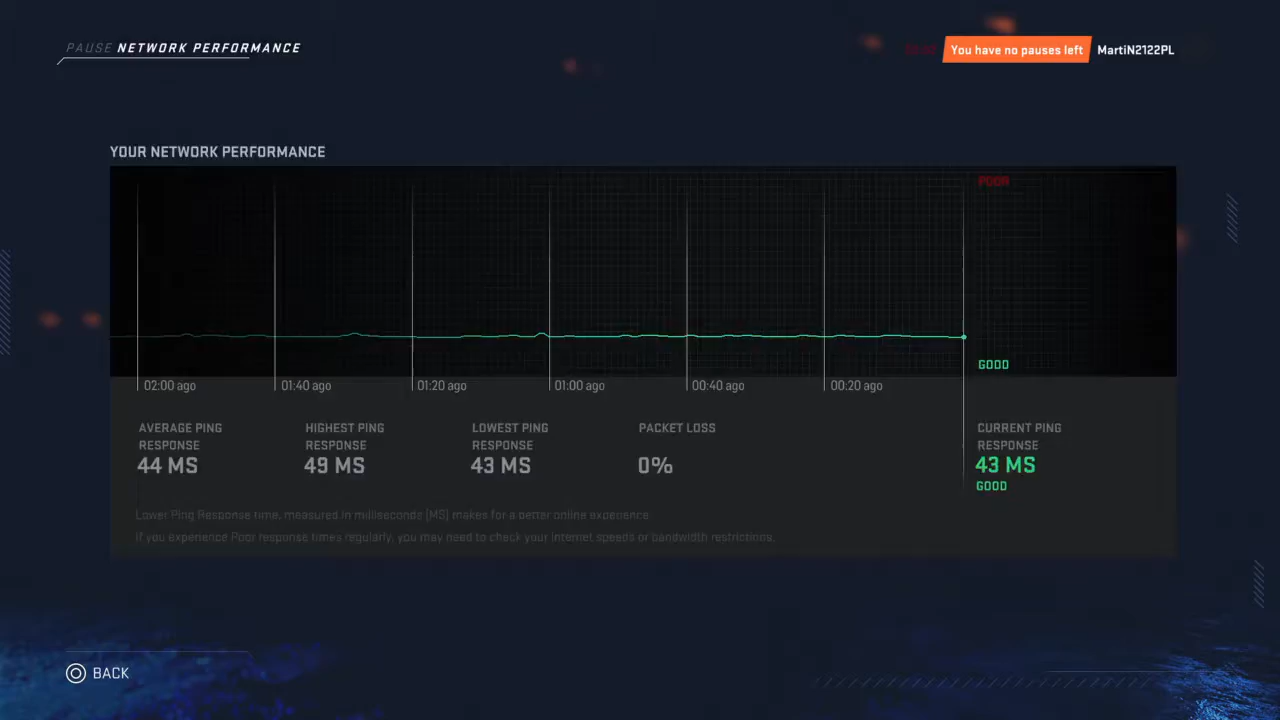 PAUSE NETWORK PERFORMANCE
You have no pauses left MartiN2122PL
YOUR NETWORK PERFORMANCE
POOR
GOOD
02:00 ago 01:40 ago 01:20 ago 01:00 ago 00:40 ago 00:20 ago
AVERAGE PING RESPONSE
44 MS
HIGHEST PING RESPONSE
49 MS
LOWEST PING RESPONSE
43 MS
PACKET LOSS
0%
CURRENT PING RESPONSE
43 MS
GOOD
Lower Ping Response time, measured in milliseconds (MS) makes for a better online experience.
If you experience Poor response times regularly, you may need to check your internet speeds or bandwidth restrictions.
BACK